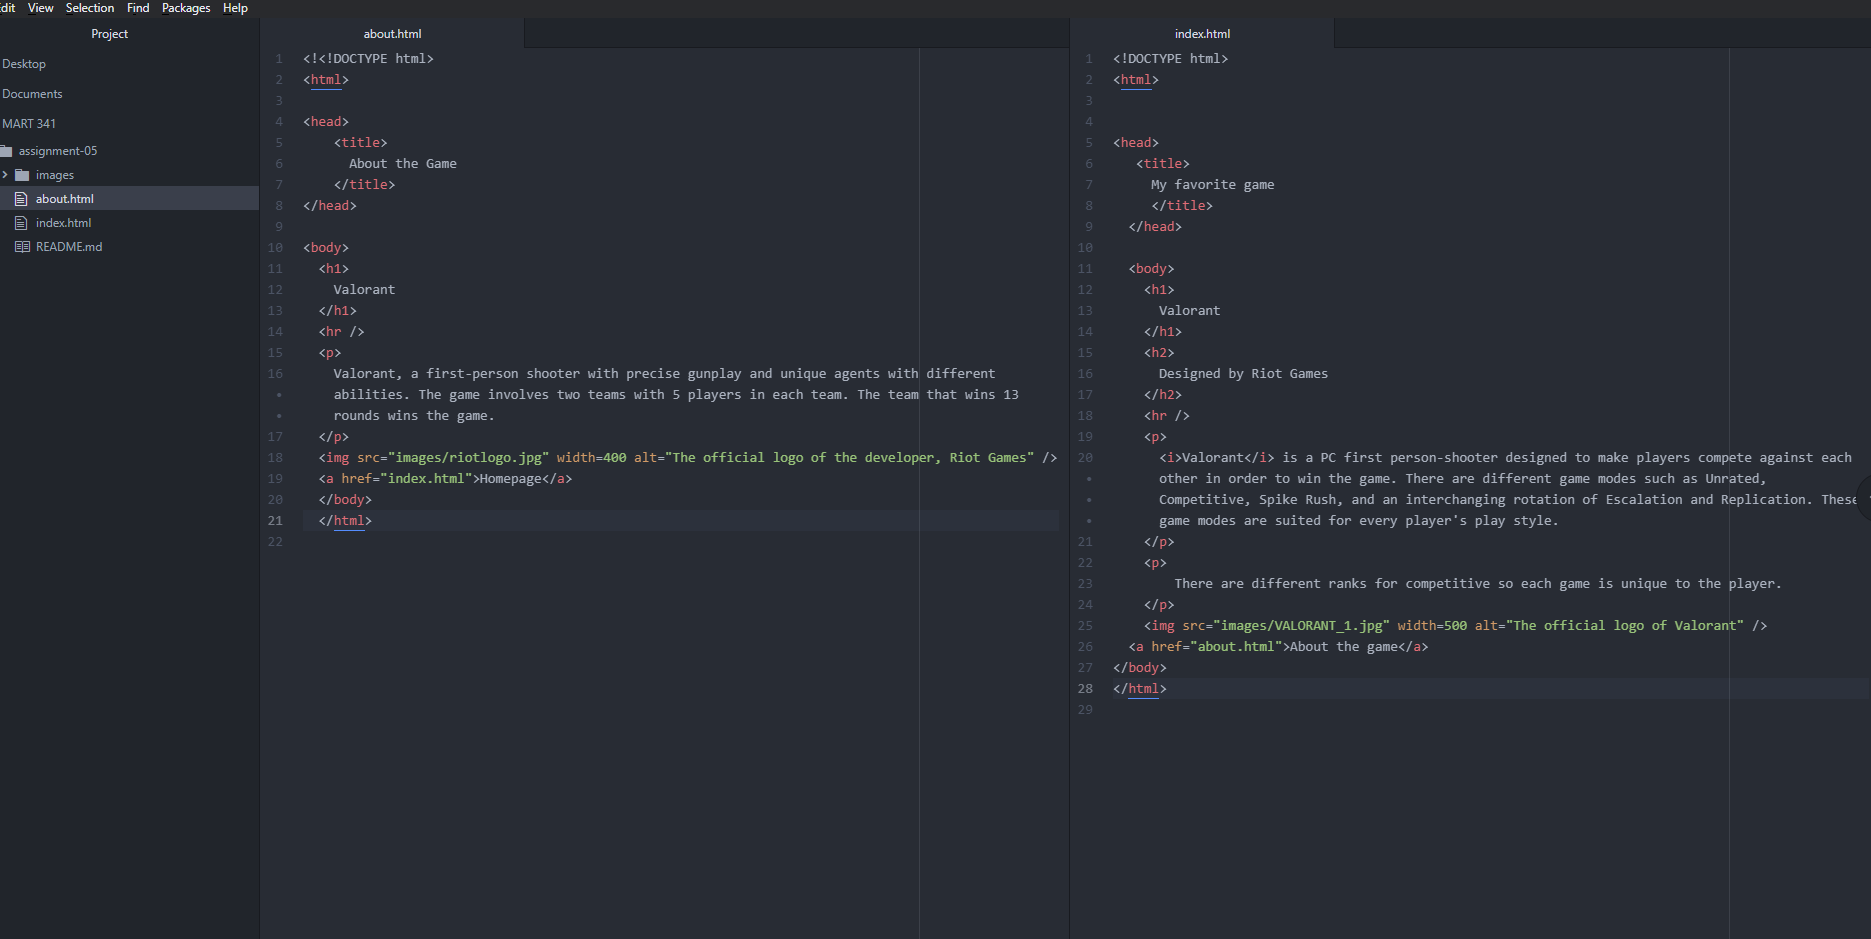 dit View Selection Find Packages Help
Project
Desktop
Documents
MART 341
assignment-05
images
about.html
index.html
README.md
about.html
1 <!<!DOCTYPE html>
2 <html>
3
4 <head>
5 <title>
6 About the Game
7 </title>
8 </head>
9
10 <body>
11 <h1>
12 Valorant
13 </h1>
14 <hr />
15 <p>
16 Valorant, a first-person shooter with precise gunplay and unique agents with different
• abilities. The game involves two teams with 5 players in each team. The team that wins 13
• rounds wins the game.
17 </p>
18 <img src="images/riotlogo.jpg" width=400 alt="The official logo of the developer, Riot Games" />
19 <a href="index.html">Homepage</a>
20 </body>
21 </html>
22
index.html
1 <!DOCTYPE html>
2 <html>
3
4
5 <head>
6 <title>
7 My favorite game
8 </title>
9 </head>
10
11 <body>
12 <h1>
13 Valorant
14 </h1>
15 <h2>
16 Designed by Riot Games
17 </h2>
18 <hr />
19 <p>
20 <i>Valorant</i> is a PC first person-shooter designed to make players compete against each
• other in order to win the game. There are different game modes such as Unrated,
• Competitive, Spike Rush, and an interchanging rotation of Escalation and Replication. These
• game modes are suited for every player's play style.
21 </p>
22 <p>
23 There are different ranks for competitive so each game is unique to the player.
24 </p>
25 <img src="images/VALORANT_1.jpg" width=500 alt="The official logo of Valorant" />
26 <a href="about.html">About the game</a>
27 </body>
28 </html>
29